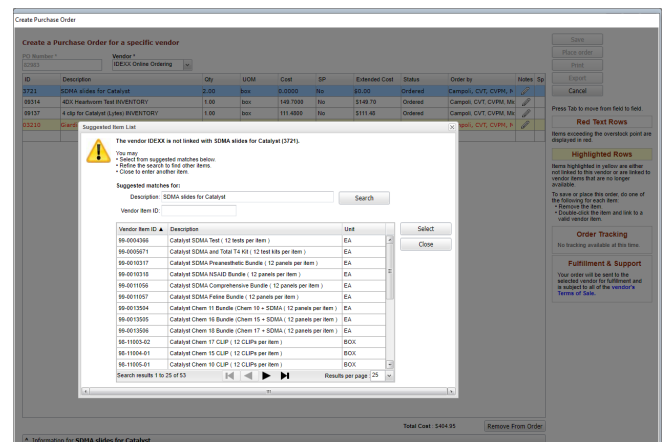 Create Purchase Order
Create a Purchase Order for a specific vendor
PO Number *
Vendor *
IDEXX Online Ordering
ID Description Qty UOM Cost SP Extended Cost Status Order by Notes Sp
3721 SDMA slides for Catalyst 2.00 box 0.0000 No $0.00 Ordered Campoli, CVT, CVPM,
69314 4DX Heartworm Test INVENTORY 1.00 box 149.7000 No $149.70 Ordered Campoli, CVT, CVPM,
69137 4 clip for Catalyst (Lytes) INVENTORY 1.00 box 111.4800 No $111.48 Ordered Campoli, CVT, CVPM,
03210
Save
Place order
Print
Export
Cancel
Press Tab to move from field to field.
Red Text Rows
Items exceeding the overstock point are
displayed in red.
Highlighted Rows
Items highlighted in yellow are either
not linked to this vendor or are linked to
vendor items that are no longer
available.
To save or place this order, do one of
the following for each item:
• Remove the item.
• Double-click the item and link to a
valid vendor item.
Order Tracking
No tracking available at this time.
Fulfillment & Support
Your order will be sent to the
selected vendor for fulfillment and
is subject to all of the vendor's
Terms of Sale.
Suggested Item List
The vendor IDEXX is not linked with SDMA slides for Catalyst (3721).
You may
• Select from suggested matches below.
• Refine the search to find other items.
• Close to enter another item.
Suggested matches for:
Description: SDMA slides for Catalyst Search
Vendor Item ID:
Vendor Item ID ▲ Description Unit
99-0004366 Catalyst SDMA Test ( 12 tests per item ) EA
99-0005671 Catalyst SDMA and Total T4 Kit ( 12 test kits per item ) EA
99-0010317 Catalyst SDMA Preanesthetic Bundle ( 12 panels per item ) EA
99-0010318 Catalyst SDMA NSAID Bundle ( 12 panels per item ) EA
99-0011056 Catalyst SDMA Comprehensive Bundle ( 12 panels per item ) EA
99-0011057 Catalyst SDMA Feline Bundle ( 12 panels per item ) EA
99-0013504 Catalyst Chem 11 Bundle (Chem 10 + SDMA ( 12 panels per item ) EA
99-0013505 Catalyst Chem 16 Bundle (Chem 15 + SDMA ( 12 panels per item ) EA
99-0013506 Catalyst Chem 18 Bundle (Chem 17 + SDMA ( 12 panels per item ) EA
98-11003-02 Catalyst Chem 17 CLIP ( 12 CLIPs per item ) BOX
98-11004-01 Catalyst Chem 15 CLIP ( 12 CLIPs per item ) BOX
98-11005-01 Catalyst Chem 10 CLIP ( 12 CLIPs per item ) BOX
Select
Close
Search results 1 to 25 of 53 Results per page 25
Total Cost : $494.95 Remove From Order
* Information for SDMA slides for Catalyst